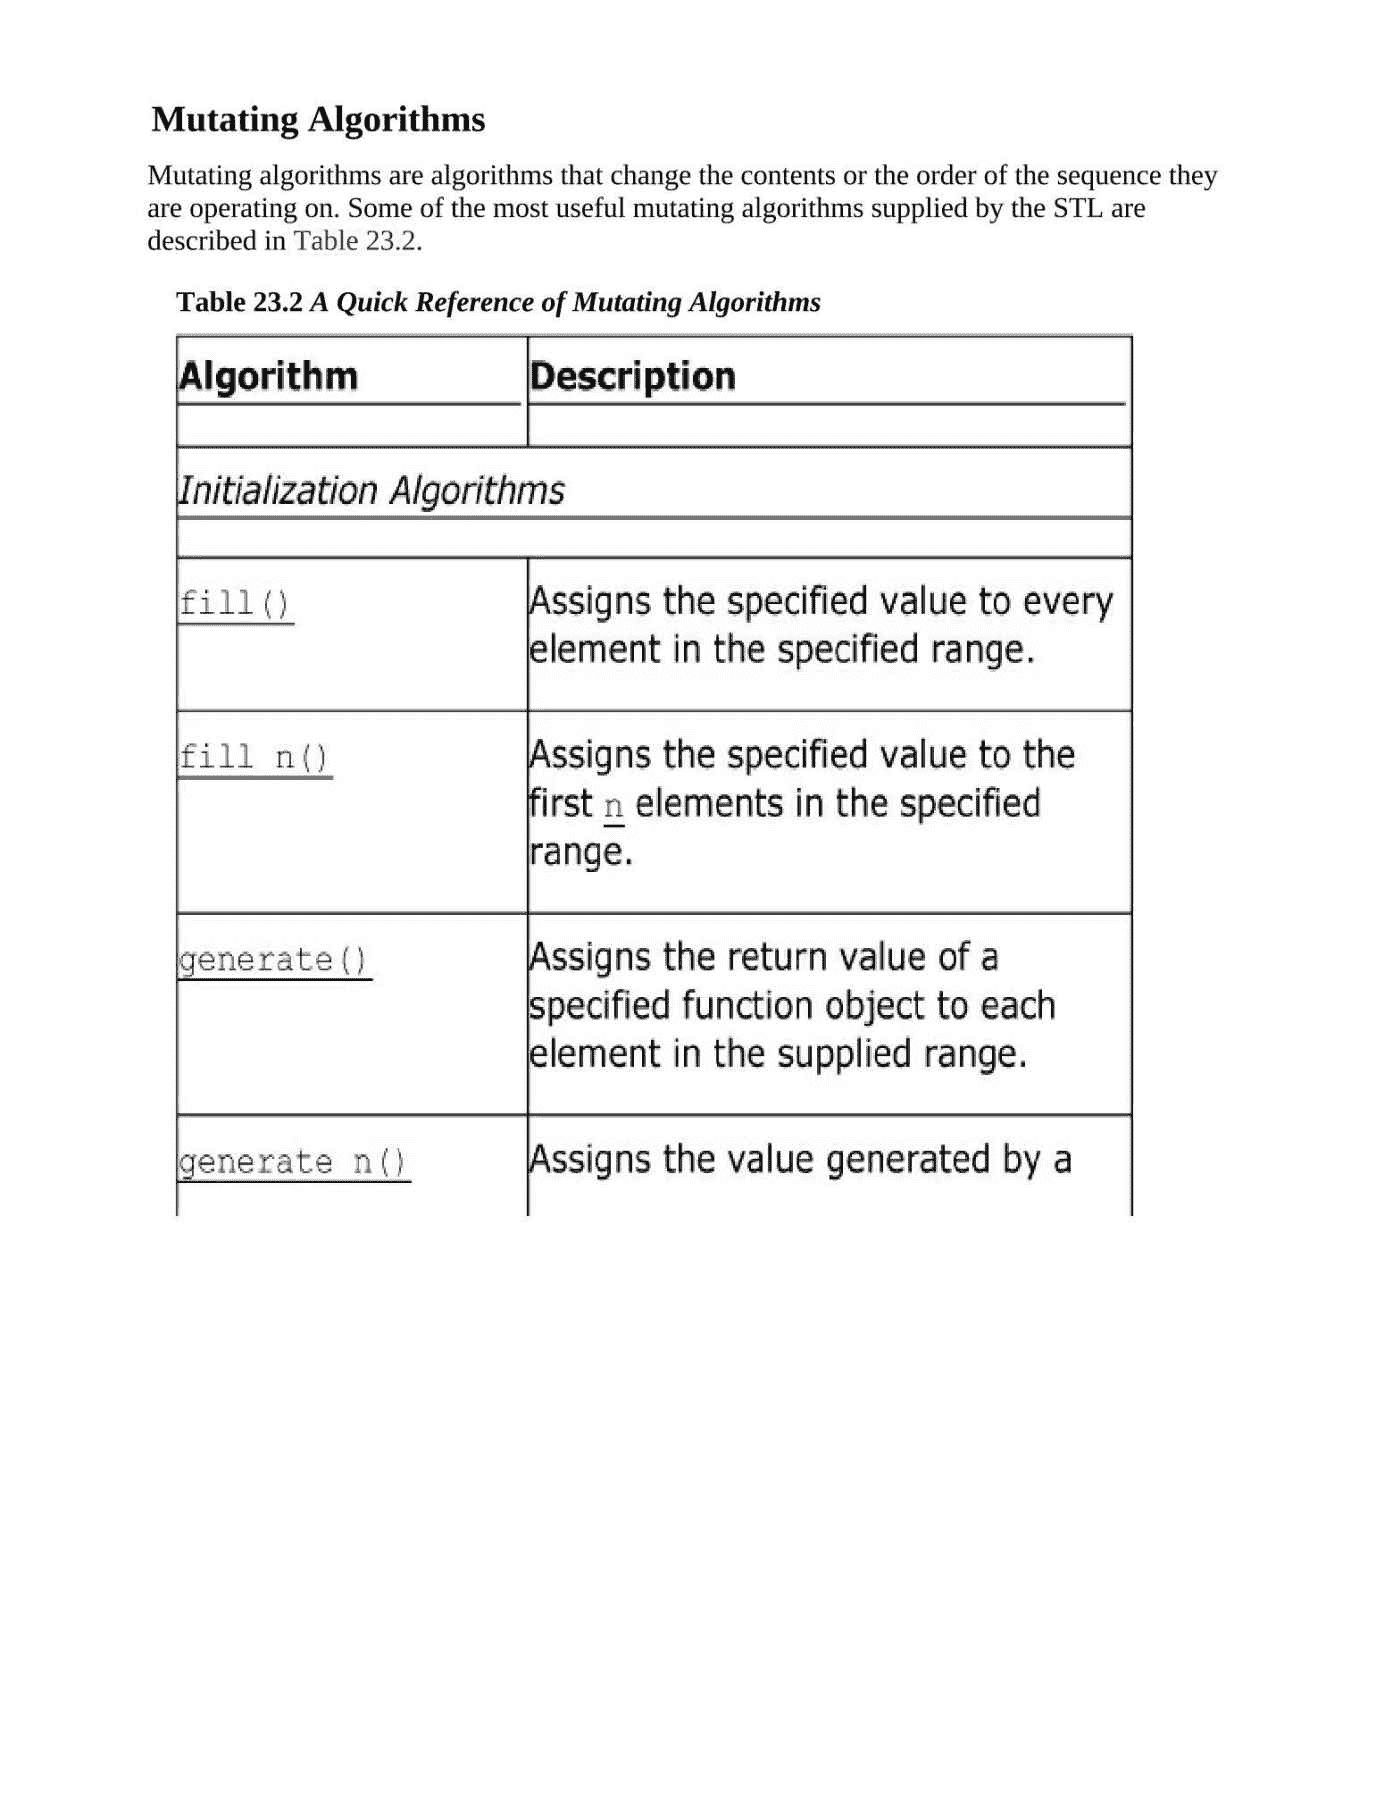 Mutating Algorithms
Mutating algorithms are algorithms that change the contents or the order of the sequence they
are operating on. Some of the most useful mutating algorithms supplied by the STL are
described in Table 23.2.
Table 23.2 A Quick Reference of Mutating Algorithms
Algorithm Description
Initialization Algorithms
fill() Assigns the specified value to every
element in the specified range.
fill n() Assigns the specified value to the
first n elements in the specified
range.
generate() Assigns the return value of a
specified function object to each
element in the supplied range.
generate n() Assigns the value generated by a